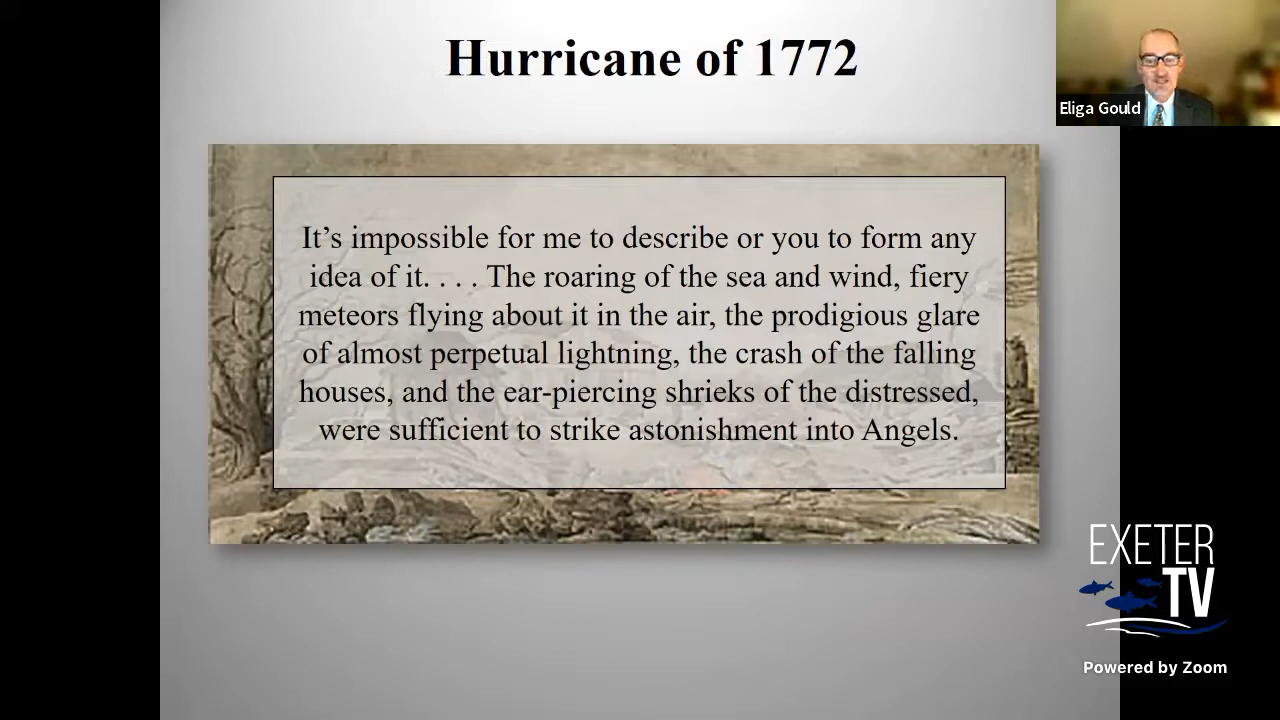 Hurricane of 1772
Eliga Gould
It’s impossible for me to describe or you to form any
idea of it. . . . The roaring of the sea and wind, fiery
meteors flying about it in the air, the prodigious glare
of almost perpetual lightning, the crash of the falling
houses, and the ear-piercing shrieks of the distressed,
were sufficient to strike astonishment into Angels.
EXETER
TV
Powered by Zoom